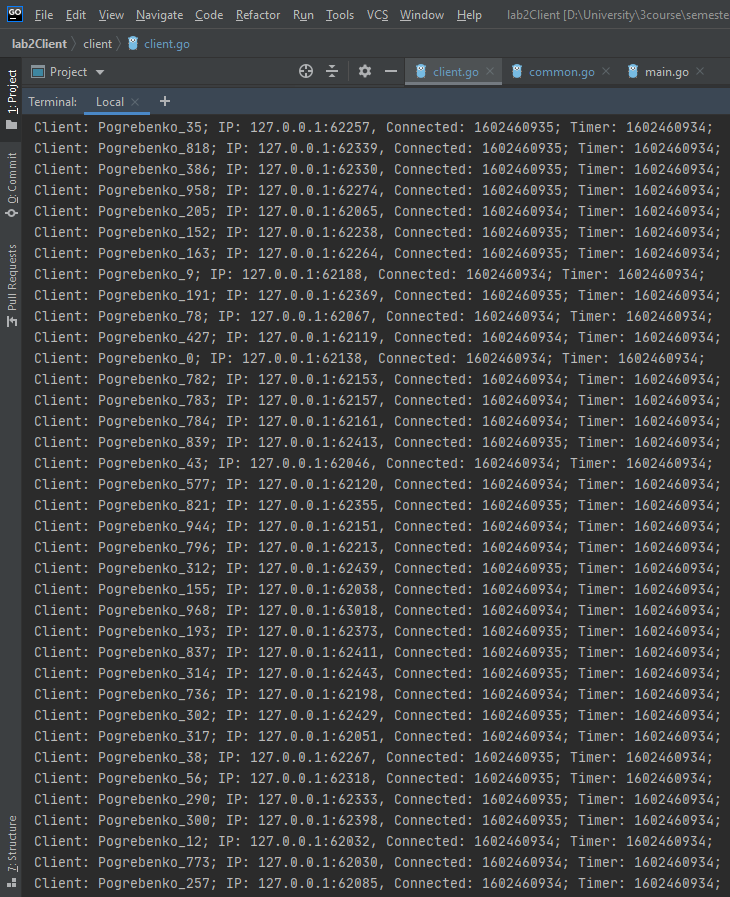 GO File Edit View Navigate Code Refactor Run Tools VCS Window Help lab2Client [D:\University\3course\semeste
lab2Client client client.go
Project client.go common.go main.go
1: Project
0: Commit
Pull Requests
7: Structure
Terminal: Local +
Client: Pogrebenko_35; IP: 127.0.0.1:62257, Connected: 1602460935; Timer: 1602460934;
Client: Pogrebenko_818; IP: 127.0.0.1:62339, Connected: 1602460935; Timer: 1602460934;
Client: Pogrebenko_386; IP: 127.0.0.1:62330, Connected: 1602460935; Timer: 1602460934;
Client: Pogrebenko_958; IP: 127.0.0.1:62274, Connected: 1602460935; Timer: 1602460934;
Client: Pogrebenko_205; IP: 127.0.0.1:62065, Connected: 1602460934; Timer: 1602460934;
Client: Pogrebenko_152; IP: 127.0.0.1:62238, Connected: 1602460935; Timer: 1602460934;
Client: Pogrebenko_163; IP: 127.0.0.1:62264, Connected: 1602460935; Timer: 1602460934;
Client: Pogrebenko_9; IP: 127.0.0.1:62188, Connected: 1602460934; Timer: 1602460934;
Client: Pogrebenko_191; IP: 127.0.0.1:62369, Connected: 1602460935; Timer: 1602460934;
Client: Pogrebenko_78; IP: 127.0.0.1:62067, Connected: 1602460934; Timer: 1602460934;
Client: Pogrebenko_427; IP: 127.0.0.1:62119, Connected: 1602460934; Timer: 1602460934;
Client: Pogrebenko_0; IP: 127.0.0.1:62138, Connected: 1602460934; Timer: 1602460934;
Client: Pogrebenko_782; IP: 127.0.0.1:62153, Connected: 1602460934; Timer: 1602460934;
Client: Pogrebenko_783; IP: 127.0.0.1:62157, Connected: 1602460934; Timer: 1602460934;
Client: Pogrebenko_784; IP: 127.0.0.1:62161, Connected: 1602460934; Timer: 1602460934;
Client: Pogrebenko_839; IP: 127.0.0.1:62413, Connected: 1602460935; Timer: 1602460934;
Client: Pogrebenko_43; IP: 127.0.0.1:62046, Connected: 1602460934; Timer: 1602460934;
Client: Pogrebenko_577; IP: 127.0.0.1:62120, Connected: 1602460934; Timer: 1602460934;
Client: Pogrebenko_821; IP: 127.0.0.1:62355, Connected: 1602460935; Timer: 1602460934;
Client: Pogrebenko_944; IP: 127.0.0.1:62151, Connected: 1602460934; Timer: 1602460934;
Client: Pogrebenko_796; IP: 127.0.0.1:62213, Connected: 1602460934; Timer: 1602460934;
Client: Pogrebenko_312; IP: 127.0.0.1:62439, Connected: 1602460935; Timer: 1602460934;
Client: Pogrebenko_155; IP: 127.0.0.1:62038, Connected: 1602460934; Timer: 1602460934;
Client: Pogrebenko_968; IP: 127.0.0.1:63018, Connected: 1602460935; Timer: 1602460934;
Client: Pogrebenko_193; IP: 127.0.0.1:62373, Connected: 1602460935; Timer: 1602460934;
Client: Pogrebenko_837; IP: 127.0.0.1:62411, Connected: 1602460935; Timer: 1602460934;
Client: Pogrebenko_314; IP: 127.0.0.1:62443, Connected: 1602460935; Timer: 1602460934;
Client: Pogrebenko_736; IP: 127.0.0.1:62198, Connected: 1602460934; Timer: 1602460934;
Client: Pogrebenko_302; IP: 127.0.0.1:62429, Connected: 1602460935; Timer: 1602460934;
Client: Pogrebenko_317; IP: 127.0.0.1:62051, Connected: 1602460934; Timer: 1602460934;
Client: Pogrebenko_38; IP: 127.0.0.1:62267, Connected: 1602460935; Timer: 1602460934;
Client: Pogrebenko_56; IP: 127.0.0.1:62318, Connected: 1602460935; Timer: 1602460934;
Client: Pogrebenko_290; IP: 127.0.0.1:62333, Connected: 1602460935; Timer: 1602460934;
Client: Pogrebenko_300; IP: 127.0.0.1:62398, Connected: 1602460935; Timer: 1602460934;
Client: Pogrebenko_12; IP: 127.0.0.1:62032, Connected: 1602460934; Timer: 1602460934;
Client: Pogrebenko_773; IP: 127.0.0.1:62030, Connected: 1602460934; Timer: 1602460934;
Client: Pogrebenko_257; IP: 127.0.0.1:62085, Connected: 1602460934; Timer: 1602460934;